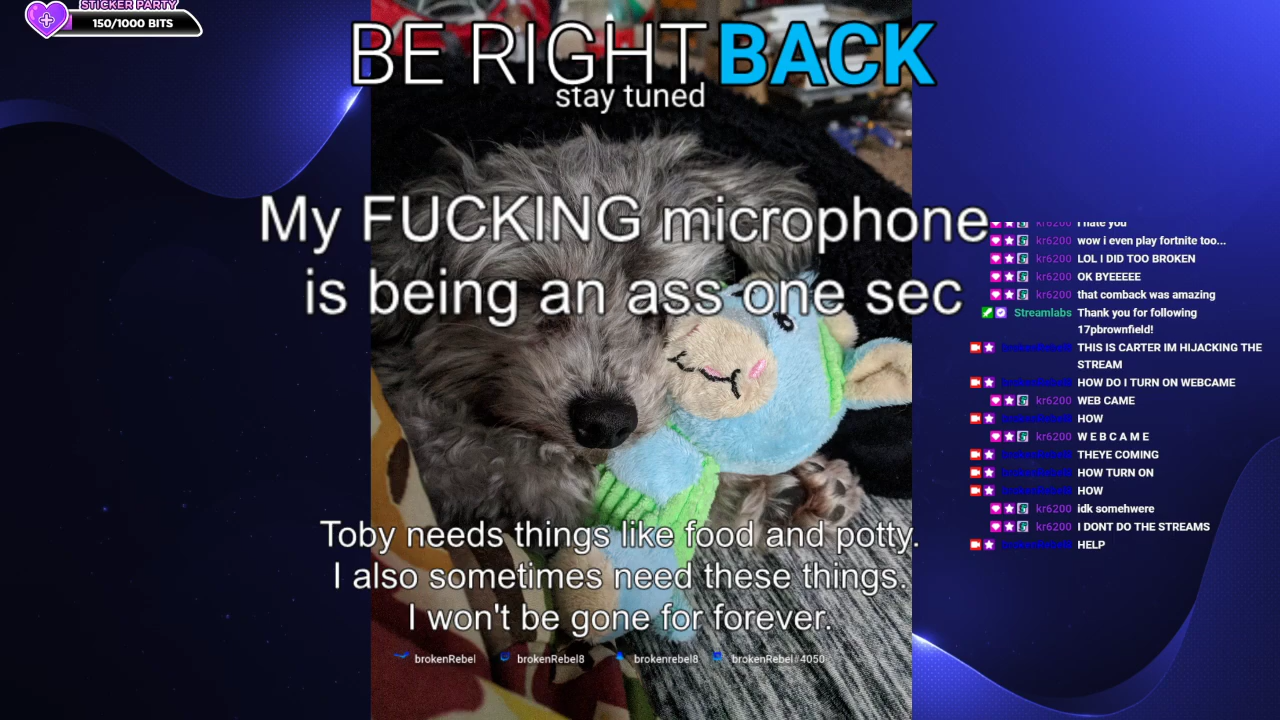 STICKER PARTY
150/1000 BITS
BE RIGHT BACK
stay tuned
My FUCKING microphone
is being an ass one sec
Toby needs things like food and potty.
I also sometimes need these things.
I won't be gone for forever.
brokenRebel brokenRebel8 brokenrebel8 brokenRebel#4050
kr6200 I hate you
kr6200 wow i even play fortnite too...
kr6200 LOL I DID TOO BROKEN
kr6200 OK BYEEEEE
kr6200 that comback was amazing
Streamlabs Thank you for following
17pbrownfield!
THIS IS CARTER IM HIJACKING THE
STREAM
HOW DO I TURN ON WEBCAME
kr6200 WEB CAME
HOW
kr6200 W E B C A M E
THEYE COMING
HOW TURN ON
HOW
kr6200 idk somehwere
kr6200 I DONT DO THE STREAMS
HELP